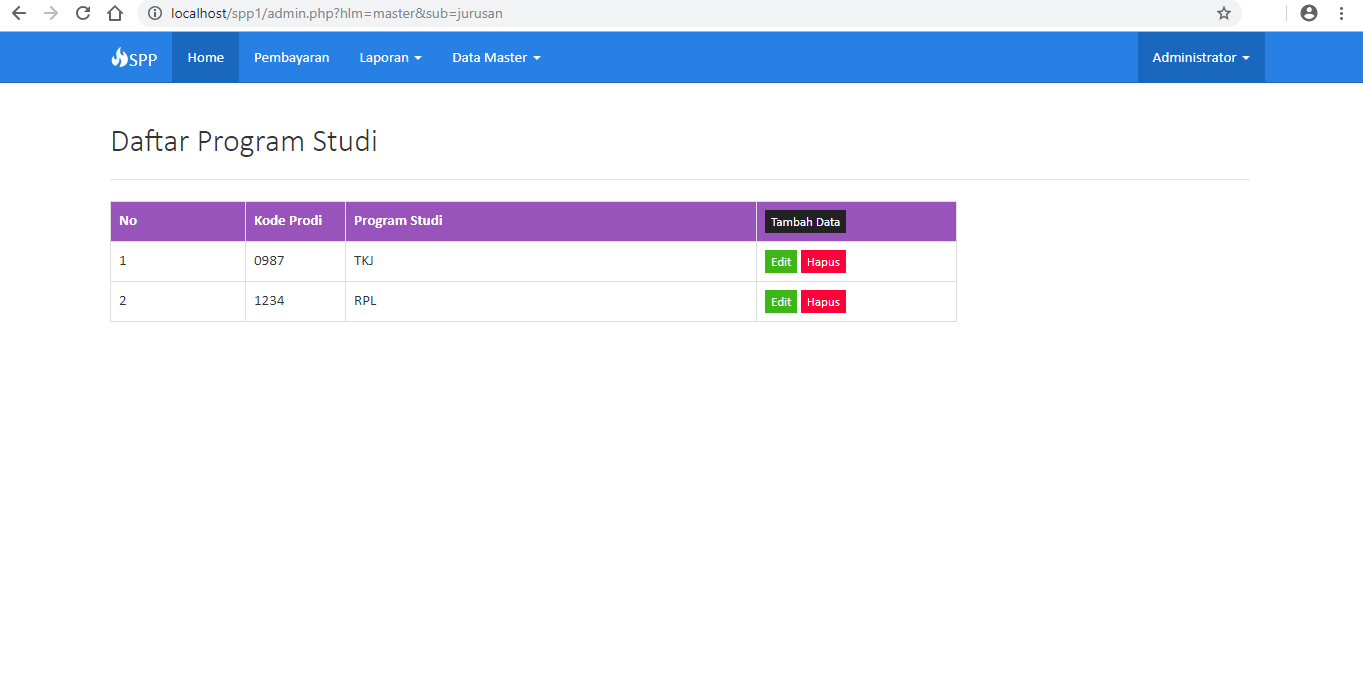 localhost/spp1/admin.php?hlm=master&sub=jurusan
SPP Home Pembayaran Laporan Data Master Administrator
Daftar Program Studi
No Kode Prodi Program Studi Tambah Data
1 0987 TKJ Edit Hapus
2 1234 RPL Edit Hapus